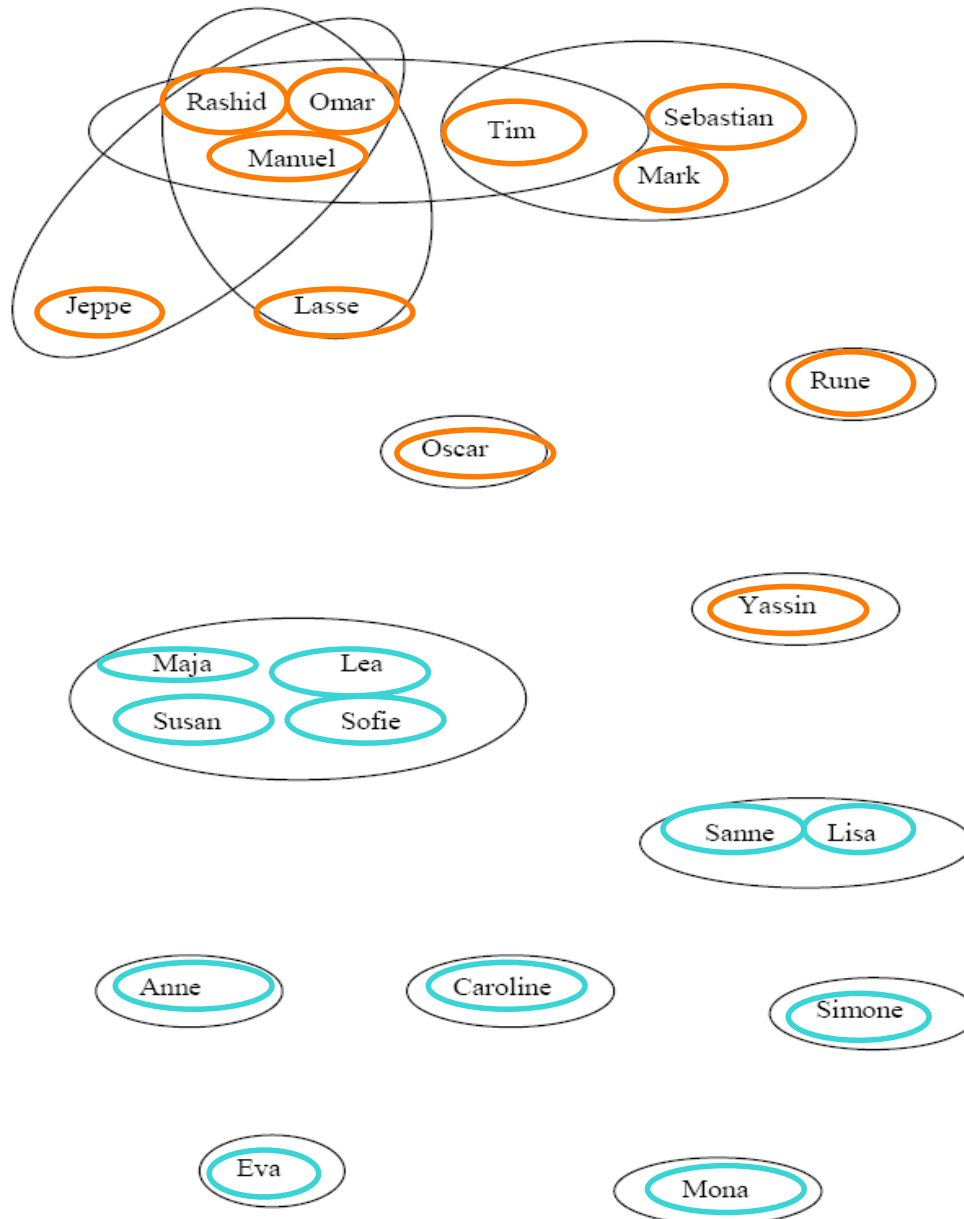 Rashid Omar
Tim
Sebastian
Manuel
Mark
Jeppe
Lasse
Rune
Oscar
Yassin
Maja Lea
Susan Sofie
Sanne Lisa
Anne
Caroline
Simone
Eva
Mona